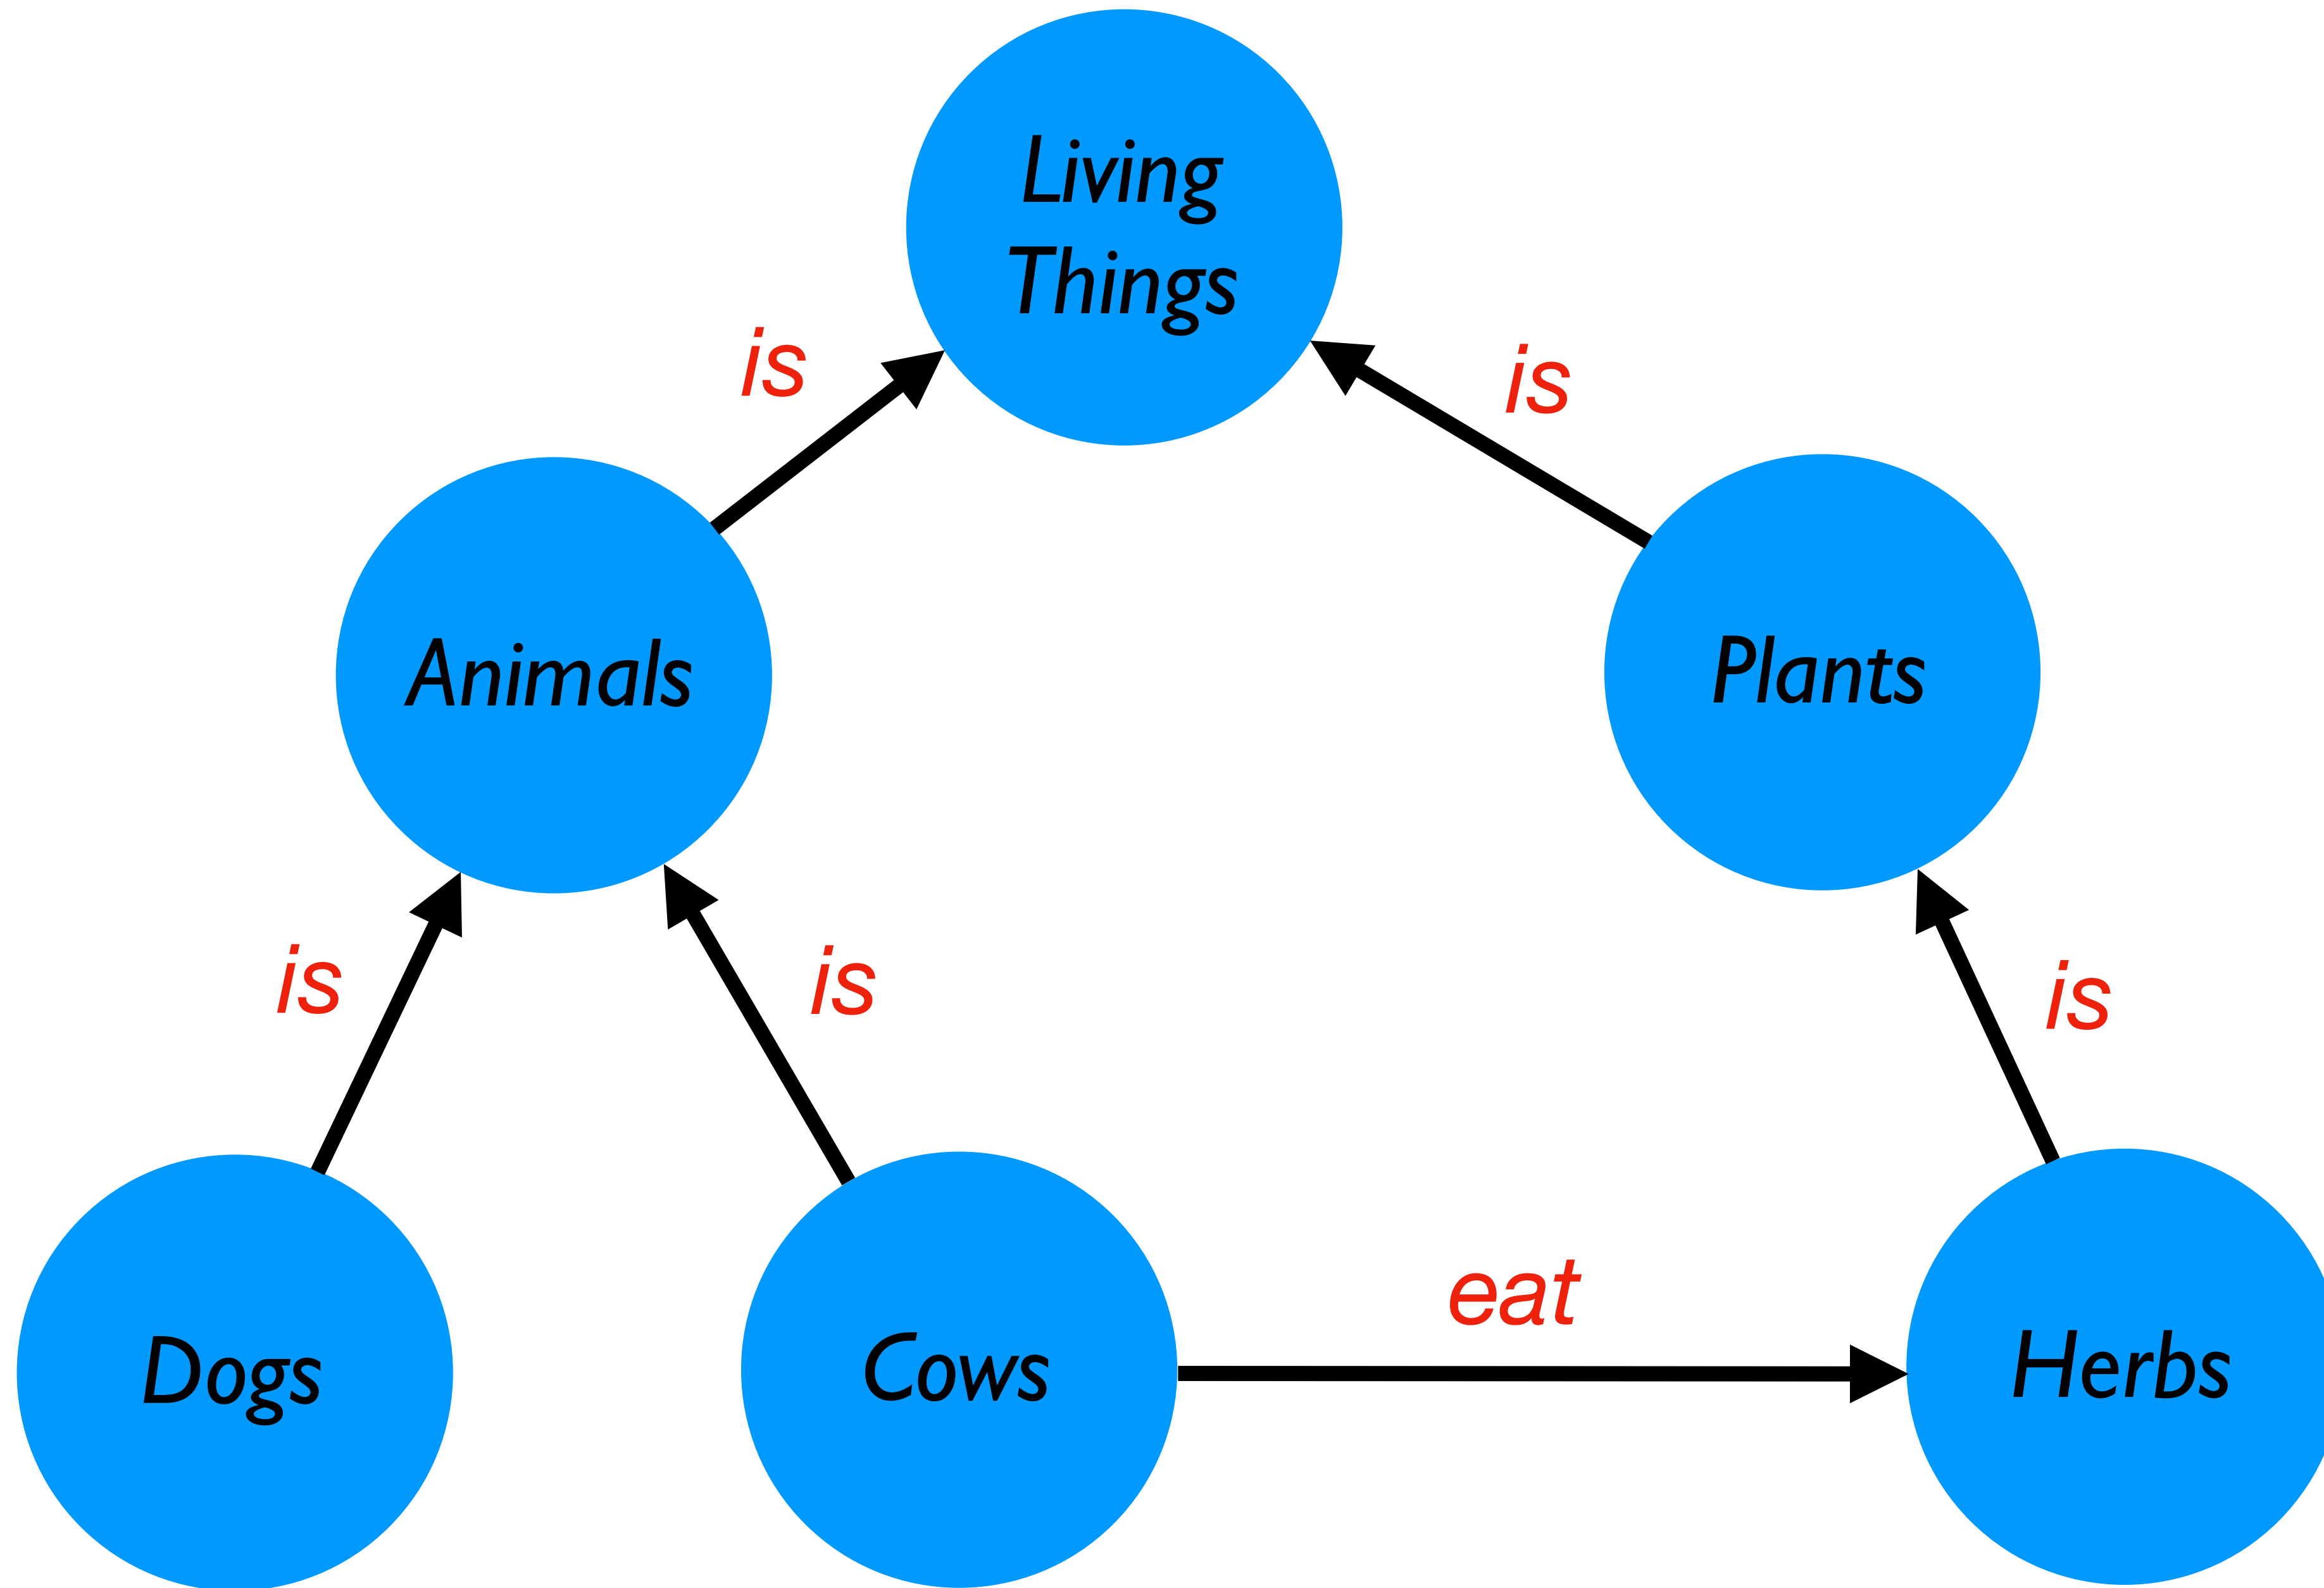 Living
Things
is
is
Animals
Plants
is
is
is
eat
Dogs
Cows
Herbs